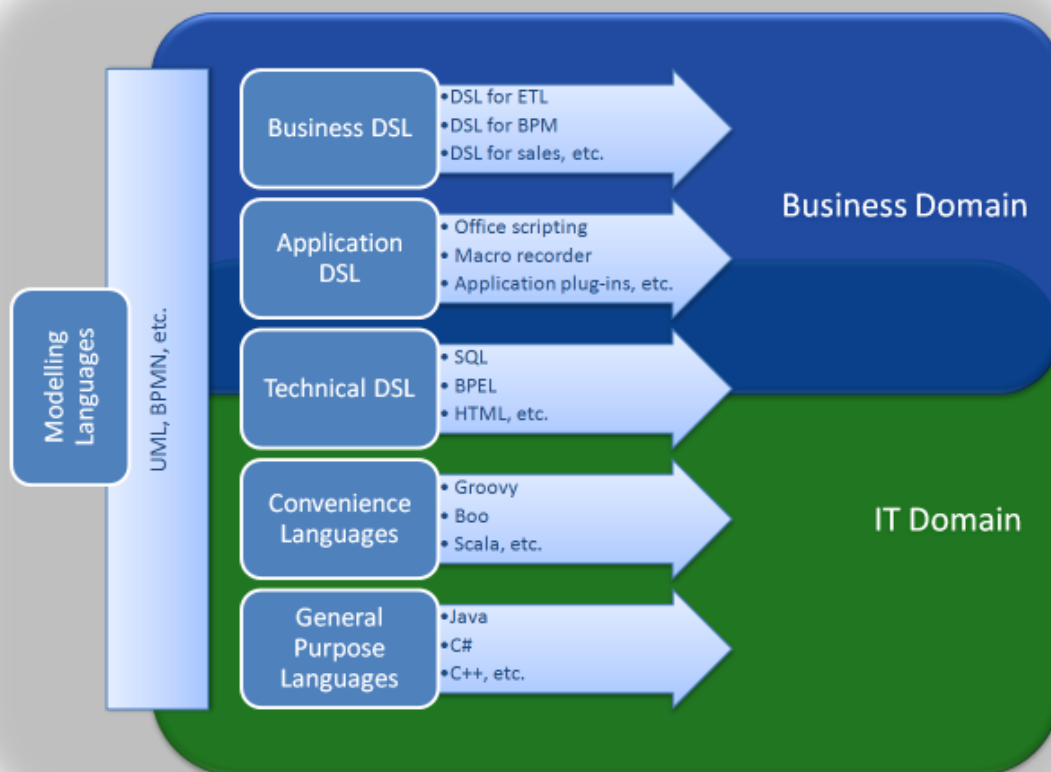 Modelling
Languages
UML, BPMN, etc.
Business DSL
•DSL for ETL
•DSL for BPM
•DSL for sales, etc.
Application
DSL
• Office scripting
• Macro recorder
• Application plug-ins, etc.
Technical DSL
• SQL
• BPEL
• HTML, etc.
Convenience
Languages
• Groovy
• Boo
• Scala, etc.
General
Purpose
Languages
•Java
•C#
•C++, etc.
Business Domain
IT Domain